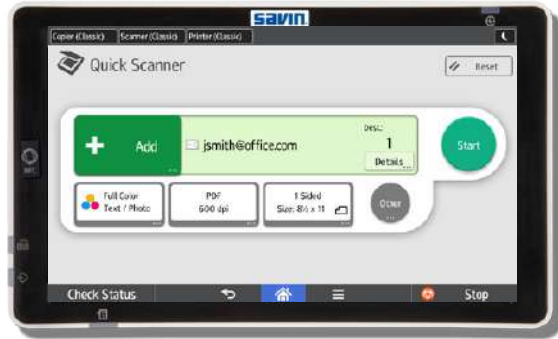 savin
Copier (Classic) Scanner (Classic) Printer (Classic)
Quick Scanner
Reset
Add
jsmith@office.com
Dest.:
1
Details
Start
Full Color
Text / Photo
PDF
600 dpi
1 Sided
Size: 8½ x 11
Other
Check Status
Stop